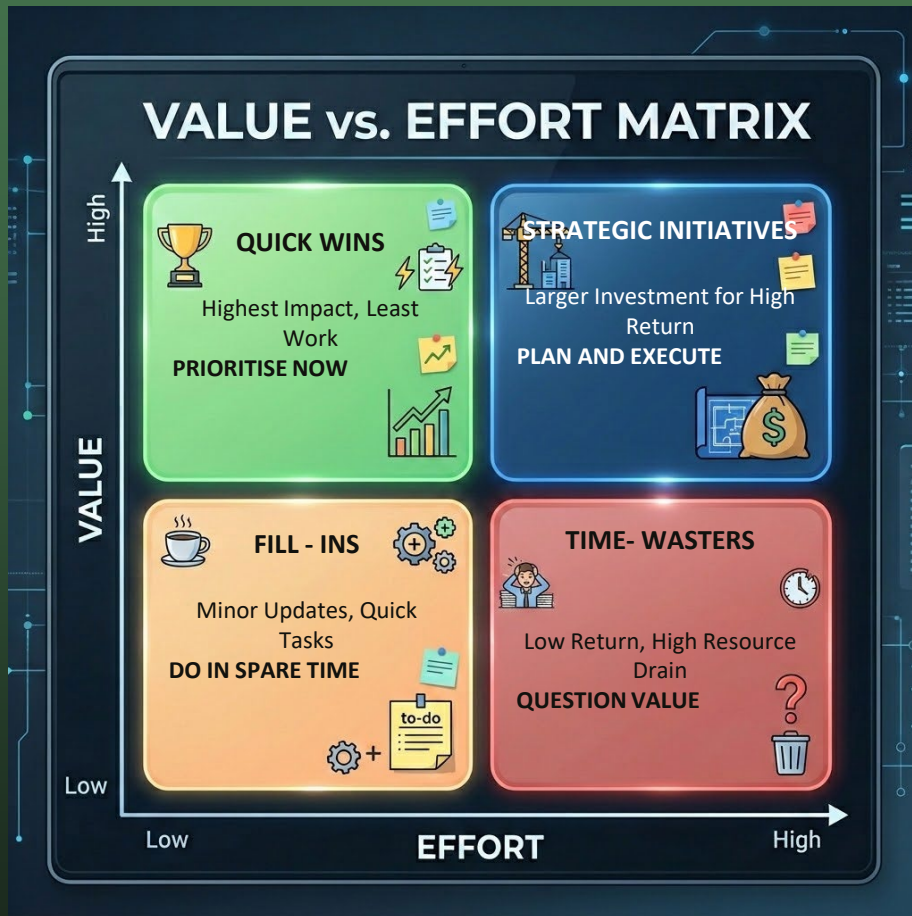 VALUE vs. EFFORT MATRIX
High
QUICK WINS
Highest Impact, Least
Work
PRIORITISE NOW
STRATEGIC INITIATIVES
Larger Investment for High
Return
PLAN AND EXECUTE
VALUE
FILL - INS
Minor Updates, Quick
Tasks
DO IN SPARE TIME
to-do
TIME- WASTERS
Low Return, High Resource
Drain
QUESTION VALUE
?
Low
Low
EFFORT
High